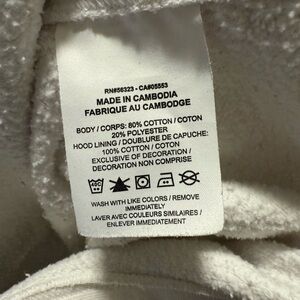 RN#56323 - CA#05553
MADE IN CAMBODIA
FABRIQUE AU CAMBODGE
BODY / CORPS: 80% COTTON / COTON
20% POLYESTER
HOOD LINING / DOUBLURE DE CAPUCHE:
100% COTTON / COTON
EXCLUSIVE OF DECORATION /
DECORATION NON COMPRISE
WASH WITH LIKE COLORS / REMOVE
IMMEDIATELY
LAVER AVEC COULEURS SIMILAIRES /
ENLEVER IMMEDIATEMENT